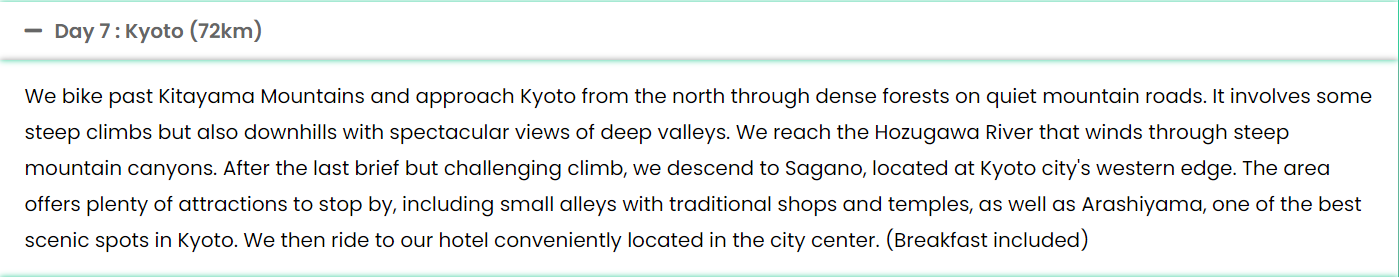 — Day 7 : Kyoto (72km)
We bike past Kitayama Mountains and approach Kyoto from the north through dense forests on quiet mountain roads. It involves some
steep climbs but also downhills with spectacular views of deep valleys. We reach the Hozugawa River that winds through steep
mountain canyons. After the last brief but challenging climb, we descend to Sagano, located at Kyoto city's western edge. The area
offers plenty of attractions to stop by, including small alleys with traditional shops and temples, as well as Arashiyama, one of the best
scenic spots in Kyoto. We then ride to our hotel conveniently located in the city center. (Breakfast included)